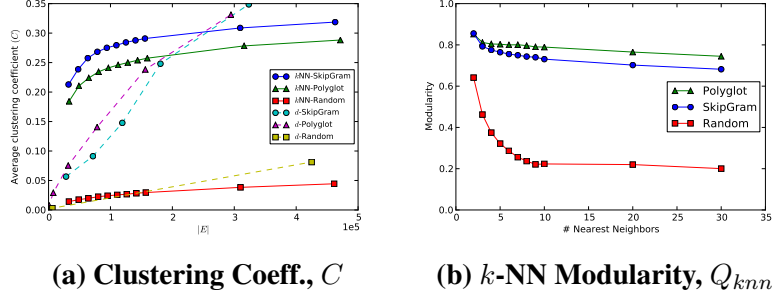 0.35
0.30
0.25
0.20
0.15
0.10
0.05
0.00
Average clustering coefficient (C)
0 1 2 3 4 5
1e5
|E|
kNN-SkipGram
kNN-Polyglot
kNN-Random
d-SkipGram
d-Polyglot
d-Random
(a) Clustering Coeff., C
1.0
0.8
0.6
0.4
0.2
0.0
Modularity
0 5 10 15 20 25 30 35
# Nearest Neighbors
Polyglot
SkipGram
Random
(b) k-NN Modularity, Qknn